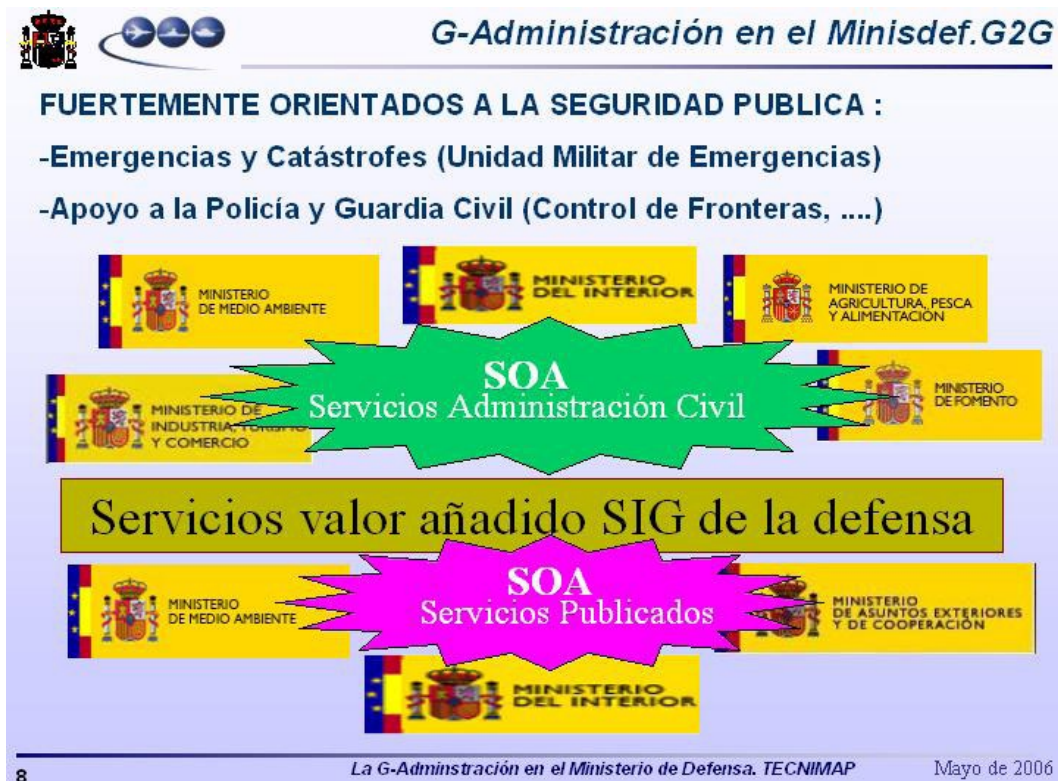 G-Administración en el Minisdef.G2G
FUERTEMENTE ORIENTADOS A LA SEGURIDAD PUBLICA :
-Emergencias y Catástrofes (Unidad Militar de Emergencias)
-Apoyo a la Policía y Guardia Civil (Control de Fronteras, ....)
MINISTERIO
DE MEDIO AMBIENTE
MINISTERIO
DEL INTERIOR
MINISTERIO DE
AGRICULTURA, PESCA
Y ALIMENTACIÓN
MINISTERIO DE
INDUSTRIA, TURISMO
Y COMERCIO
SOA
Servicios Administración Civil
MINISTERIO
DE FOMENTO
Servicios valor añadido SIG de la defensa
MINISTERIO
DE MEDIO AMBIENTE
SOA
Servicios Publicados
MINISTERIO
DE ASUNTOS EXTERIORES
Y DE COOPERACIÓN
MINISTERIO
DEL INTERIOR
8
La G-Adminstración en el Ministerio de Defensa. TECNIMAP
Mayo de 2006